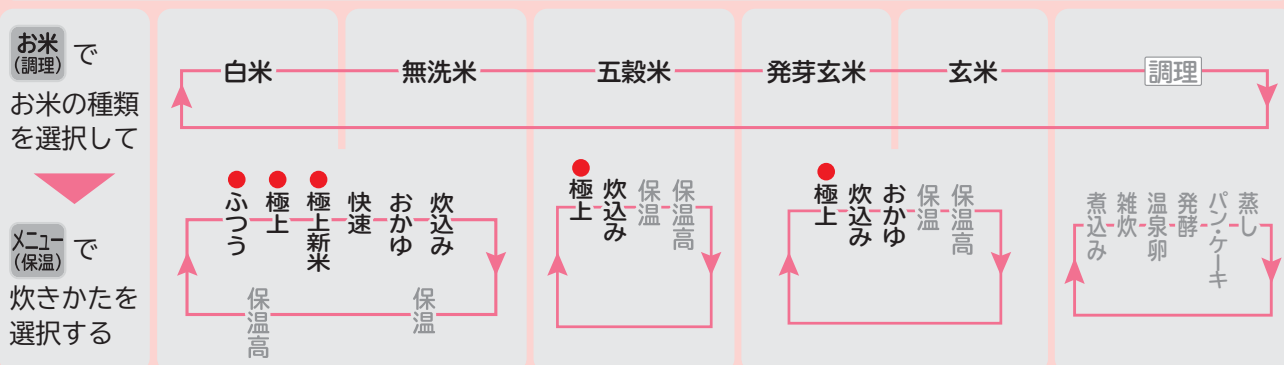 お米
(調理)
で
お米の種類
を選択して
メニュー
(保温)
で
炊きかたを
選択する
白米
無洗米
五穀米
発芽玄米
玄米
調理
ふつう
極上
極上新米
快速
おかゆ
炊込み
保温高
保温
極上
炊込み
保温
保温高
極上
炊込み
おかゆ
保温
保温高
煮込み
雑炊
温泉卵
発酵
パン・ケーキ
蒸し